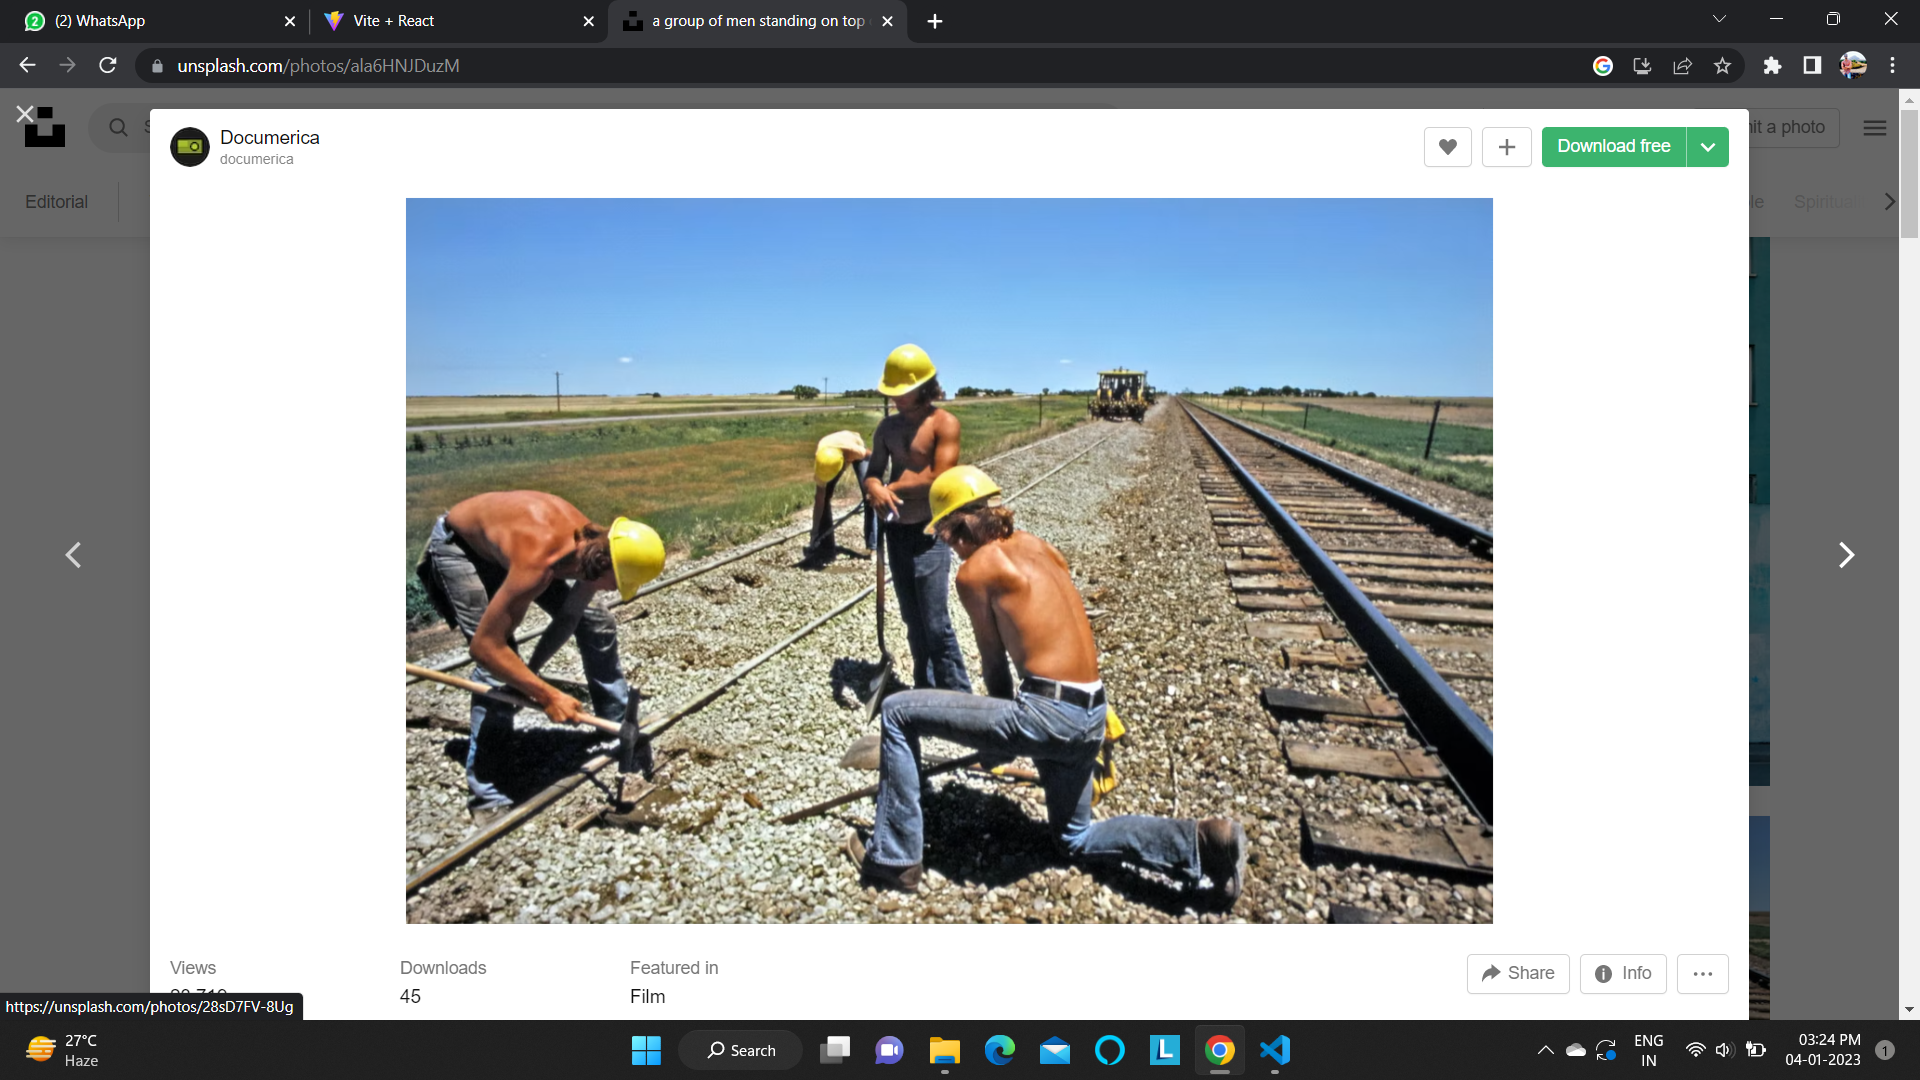 2
(2) WhatsApp
Vite + React
a group of men standing on top
unsplash.com/photos/ala6HNJDuzM
Documerica
documerica
Download free
it a photo
Editorial
Views
Downloads
45
Featured in
Film
Share
Info
https://unsplash.com/photos/28sD7FV-8Ug
27°C
Haze
Search
L
ENG
IN
03:24 PM
04-01-2023
1